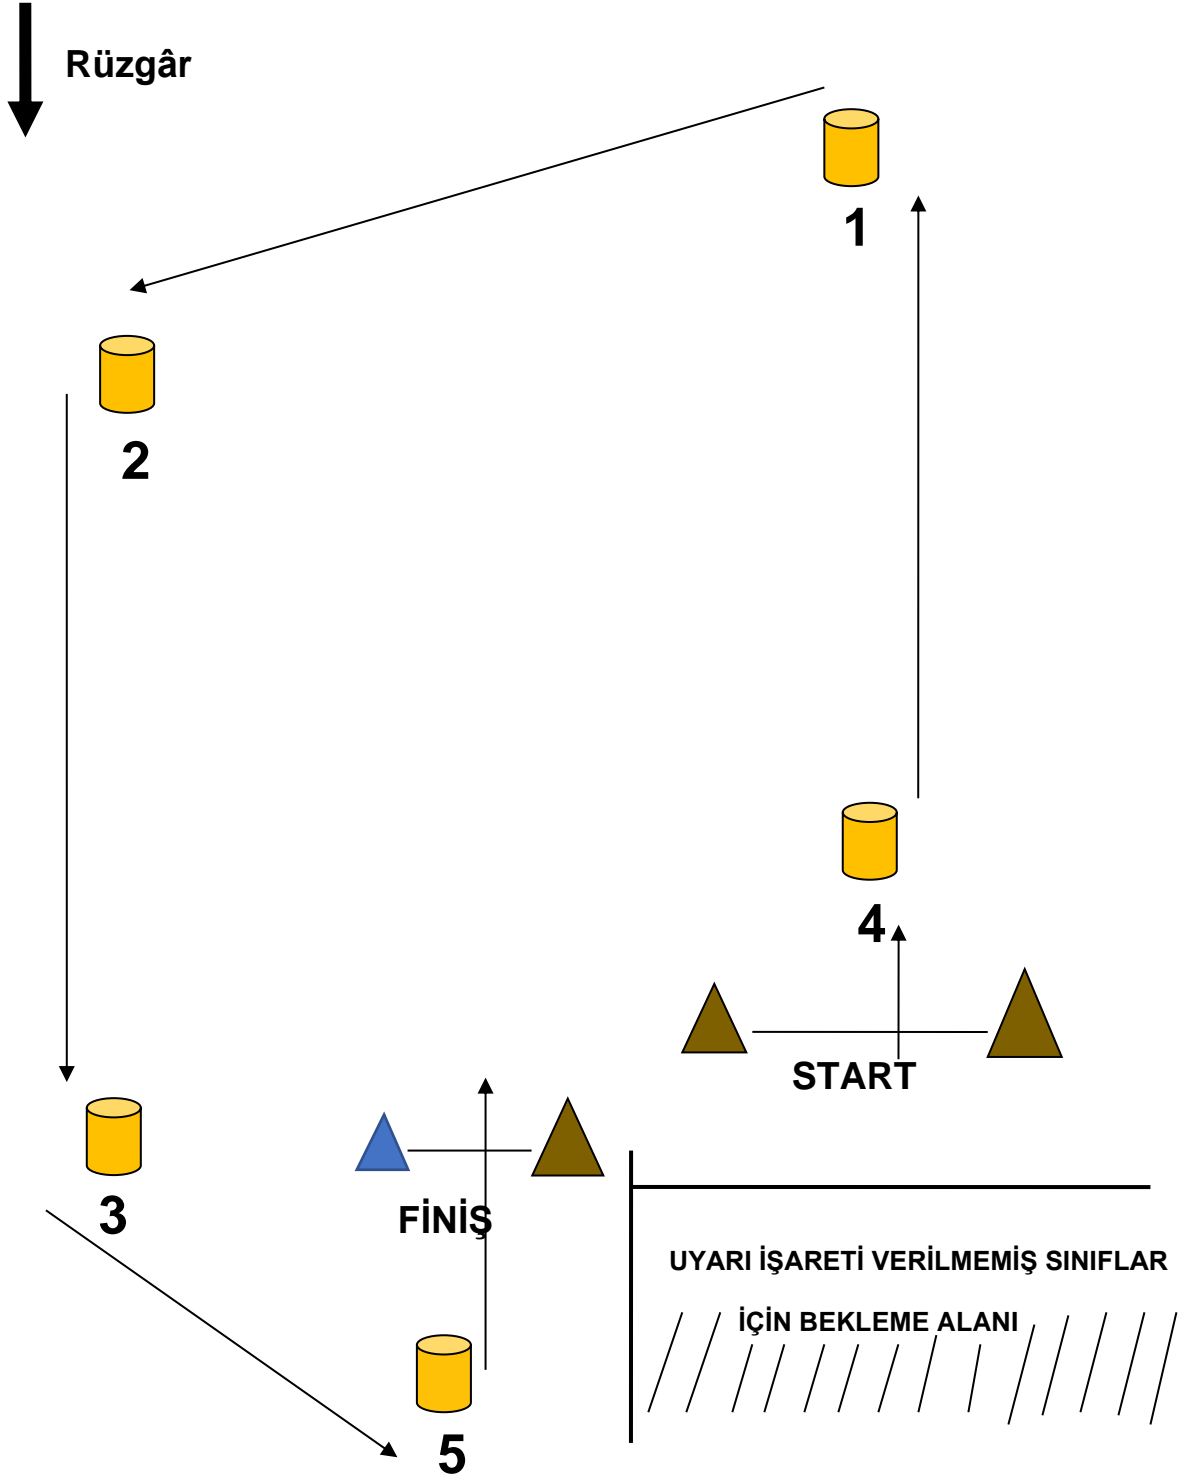 Rüzgâr
1
2
4
START
3
FİNİŞ
UYARI İŞARETİ VERİLMEMİŞ SINIFLAR
İÇİN BEKLEME ALANI
5